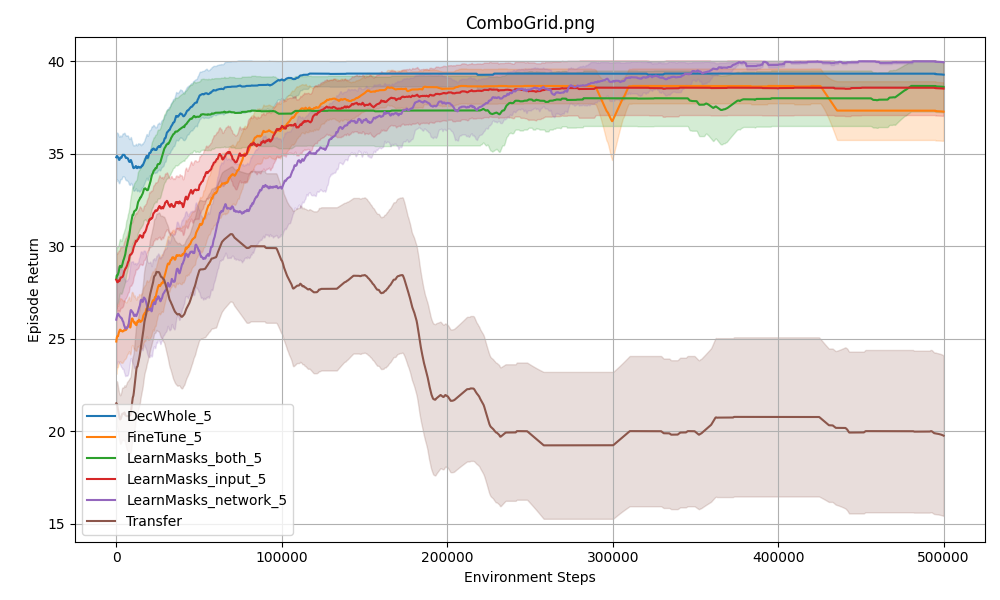 ComboGrid.png
Episode Return
40
35
30
25
20
15
DecWhole_5
FineTune_5
LearnMasks_both_5
LearnMasks_input_5
LearnMasks_network_5
Transfer
0
100000
200000
300000
400000
500000
Environment Steps